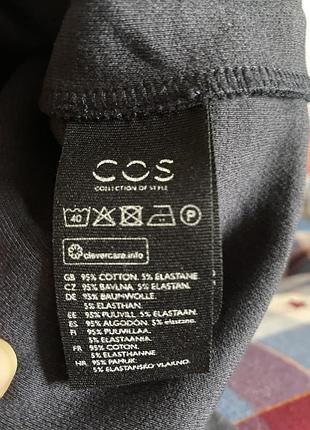 COS
COLLECTION OF STYLE
40 P
clevercare.info
GB 95% COTTON. 5% ELASTANE
CZ 95% BAVLNA. 5% ELASTAN
DE 95% BAUMWOLLE.
5% ELASTHAN.
EE 95% PUUVILL. 5% ELASTAAN
ES 95% ALGODÓN. 5% elastano.
FI 95% PUUVILLAA.
5% ELASTAANIA
FR 95% COTON.
5% ELASTHANNE
HR 95% PAMUK.
5% ELASTANSKO VLAKNO.